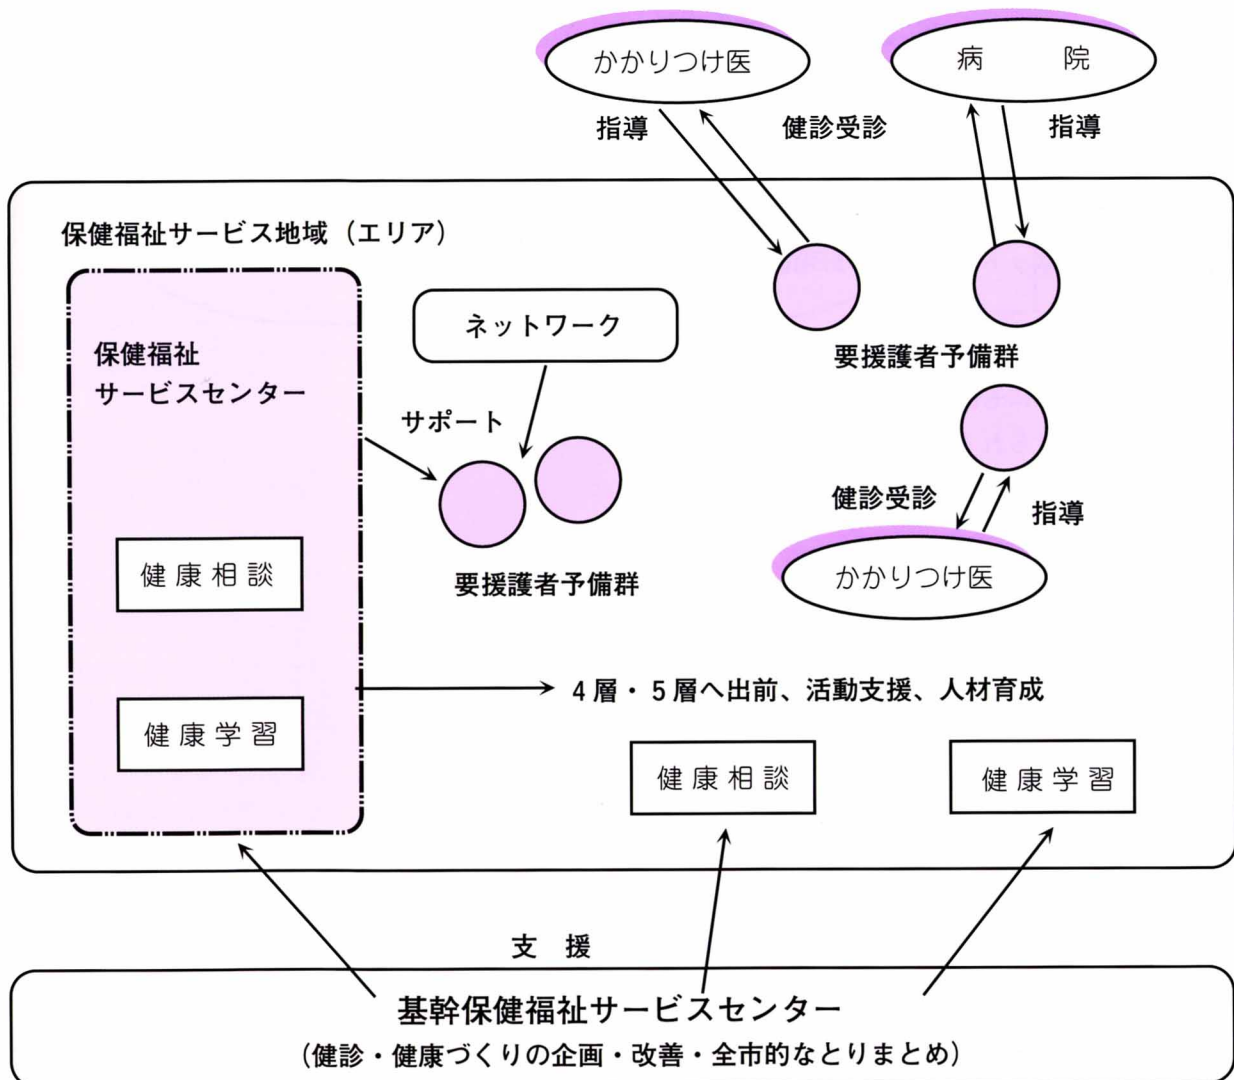 かかりつけ医
病院
指導
健診受診
指導
保健福祉サービス地域（エリア）
保健福祉
サービスセンター
ネットワーク
サポート
要援護者予備群
要援護者予備群
健診受診
指導
かかりつけ医
健康相談
健康学習
4層・5層へ出前、活動支援、人材育成
健康相談
健康学習
支援
基幹保健福祉サービスセンター
（健診・健康づくりの企画・改善・全市的なとりまとめ）